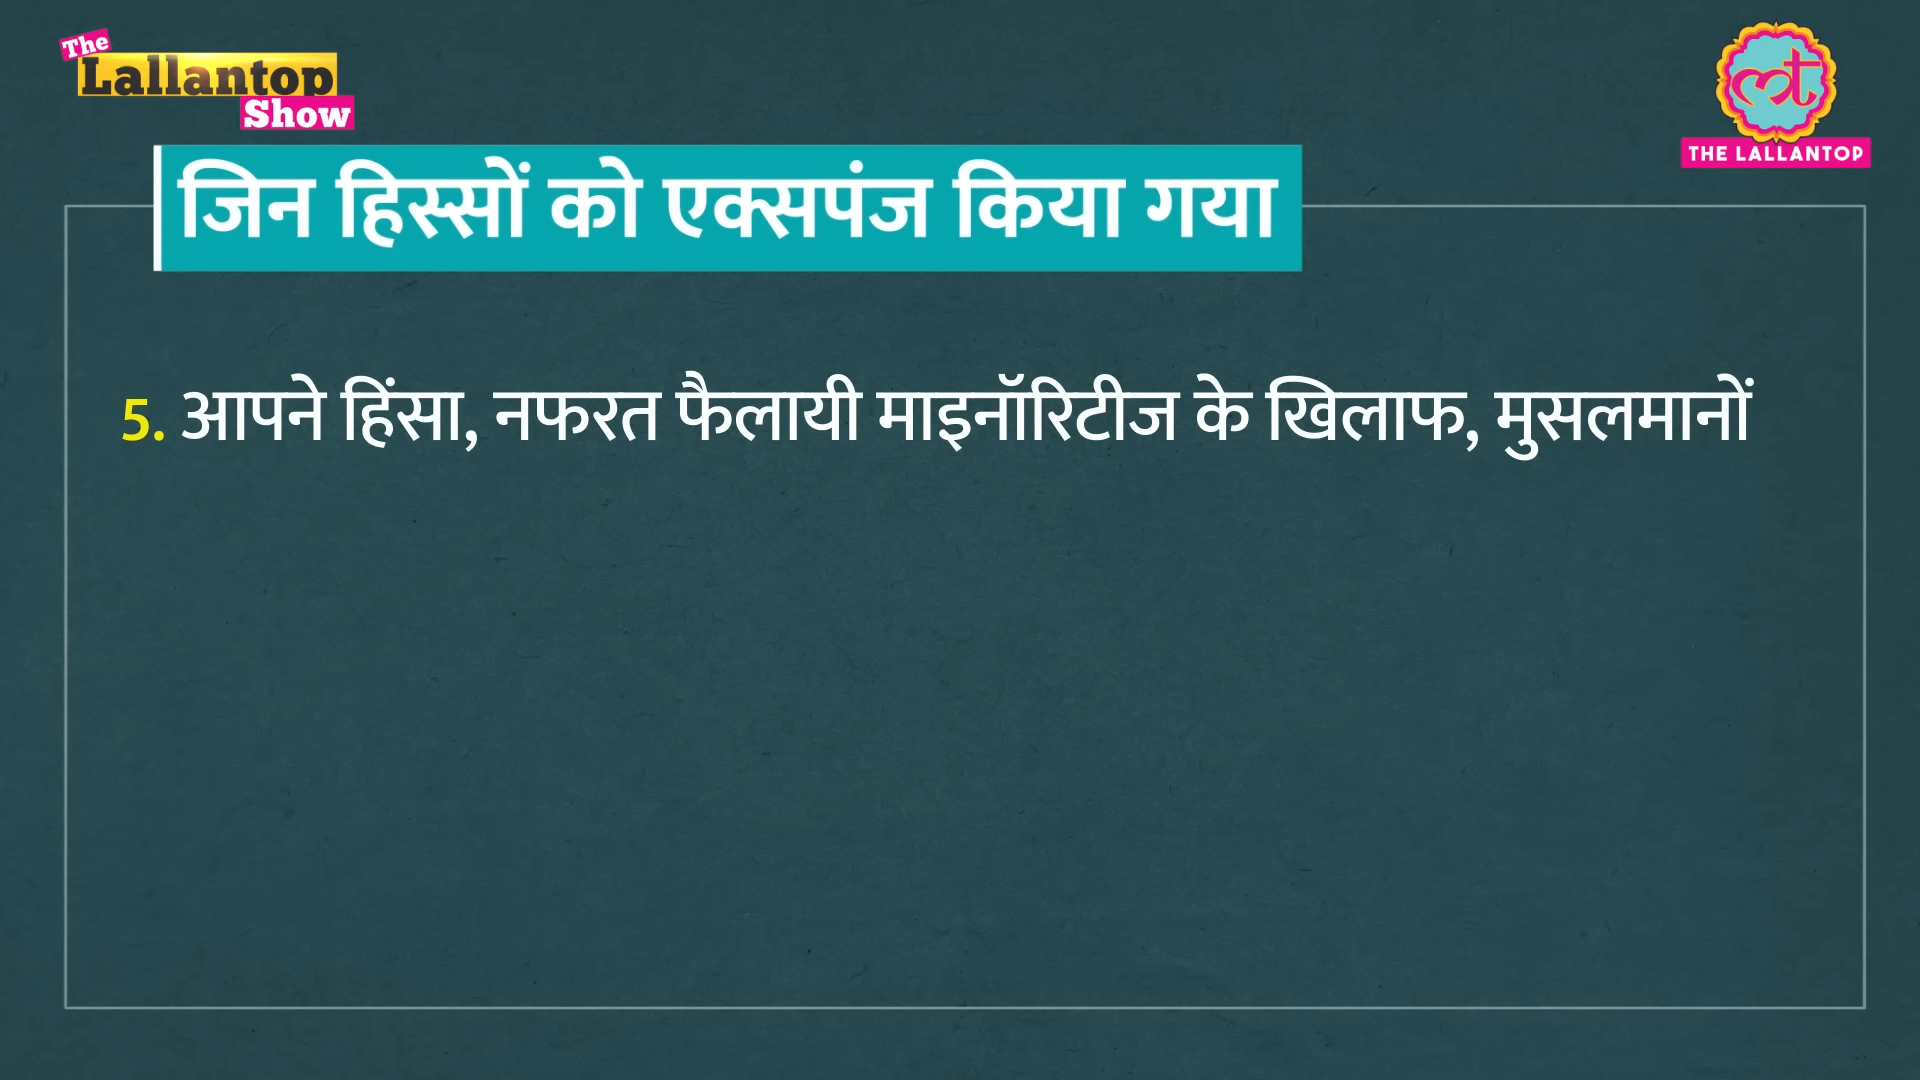 The
Lallantop
Show
THE LALLANTOP
जिन हिस्सों को एक्सपंज किया गया
5. आपने हिंसा, नफरत फैलायी माइनॉरिटीज के खिलाफ, मुसलमानों